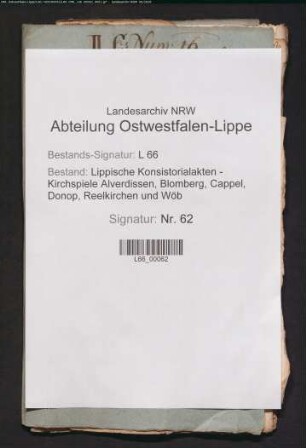 Landesarchiv NRW
Abteilung Ostwestfalen-Lippe
Bestands-Signatur: L 66
Bestand: Lippische Konsistorialakten -
Kirchspiele Alverdissen, Blomberg, Cappel,
Donop, Reelkirchen und Wöb
Signatur: Nr. 62
L66_00062